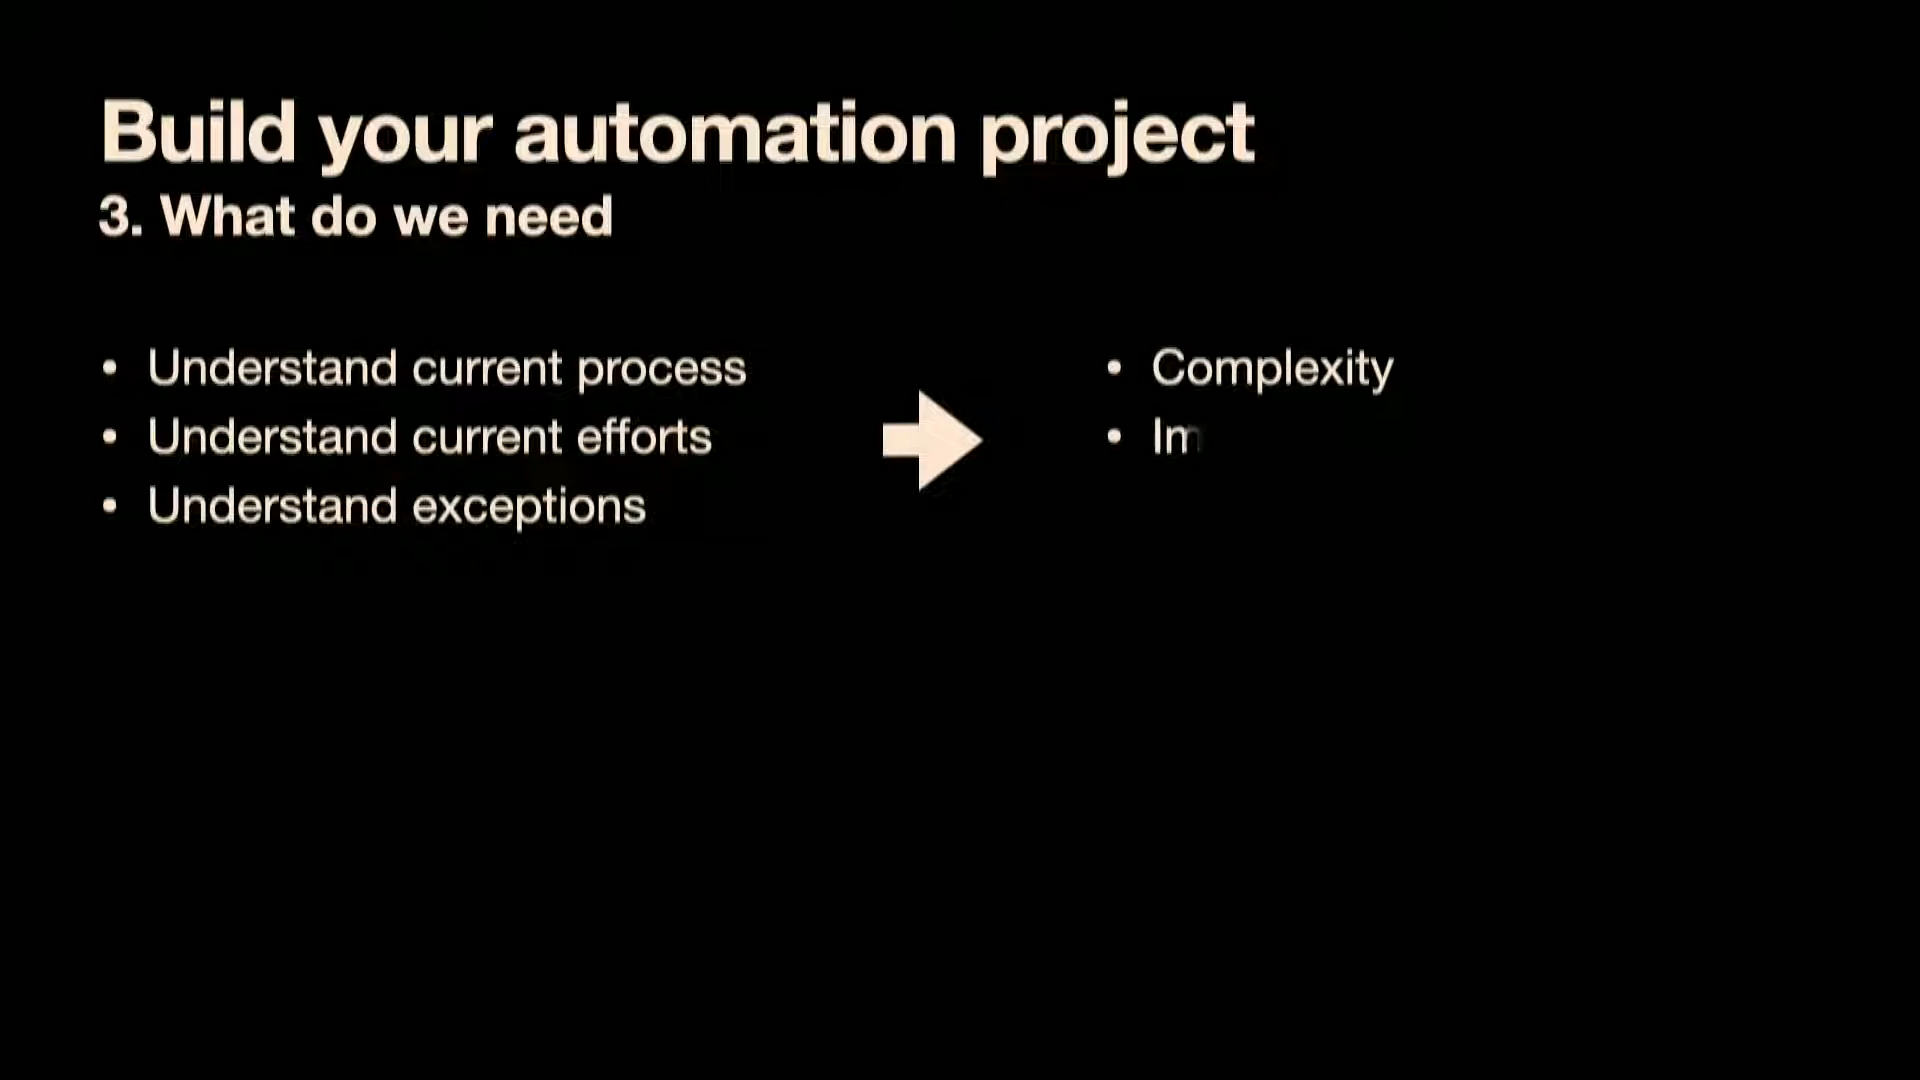 Build your automation project
3. What do we need
• Understand current process
• Understand current efforts
• Understand exceptions
• Complexity
• Im